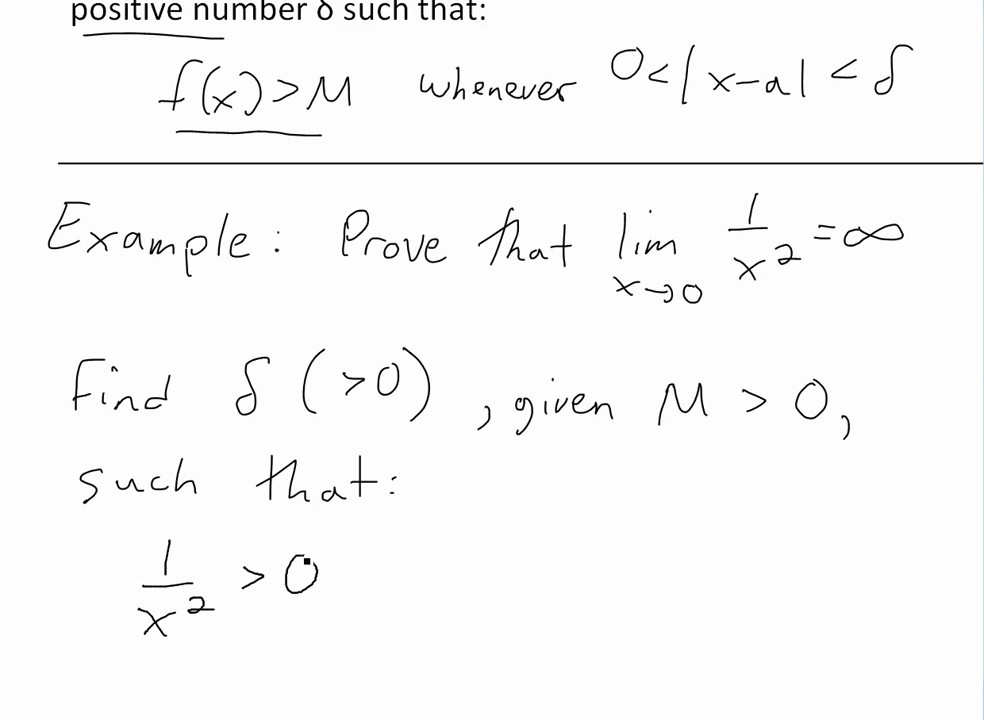 positive number δ such that:
f(x) > M whenever 0 < |x-a| < δ
Example: Prove that lim x→0 1/x² = ∞
Find δ (>0), given M > 0,
such that:
1/x² > 0